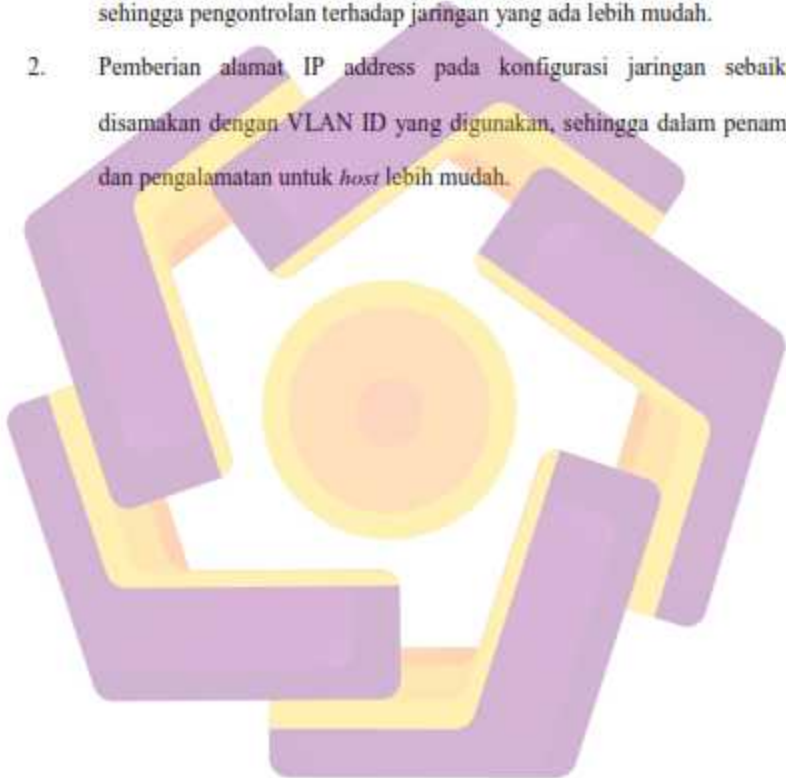 sehingga pengontrolan terhadap jaringan yang ada lebih mudah.
2. Pemberian alamat IP address pada konfigurasi jaringan sebaik
disamakan dengan VLAN ID yang digunakan, sehingga dalam penam
dan pengalamatan untuk host lebih mudah.